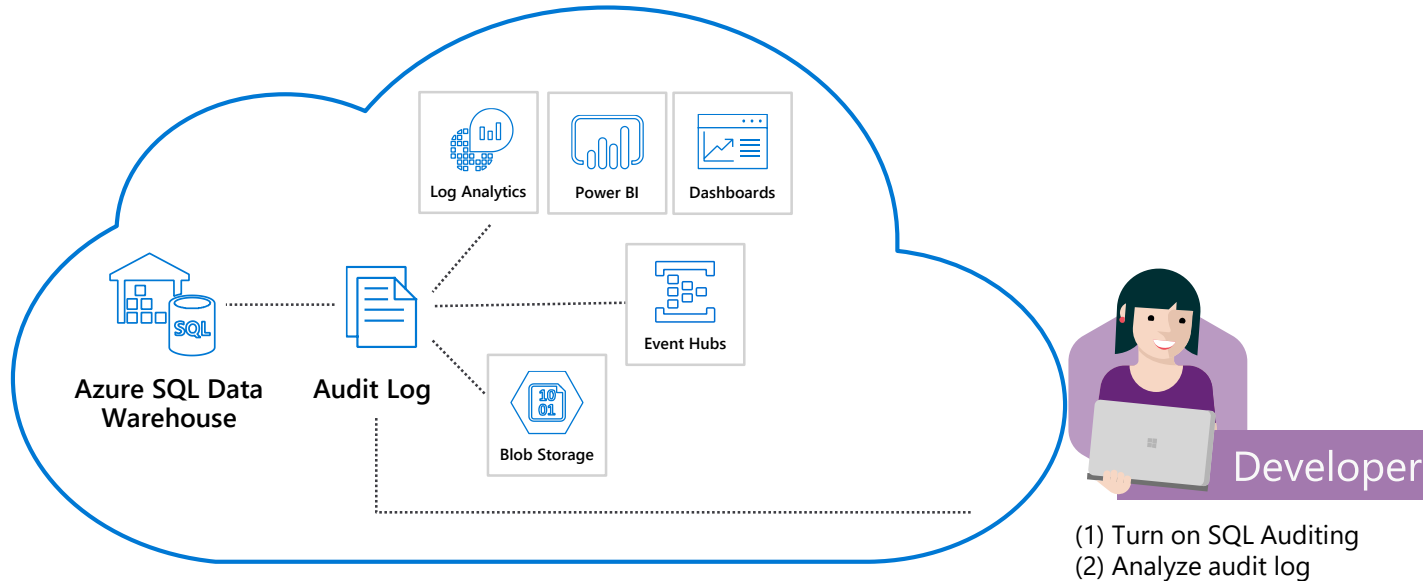 Log Analytics
Power BI
Dashboards
SQL
Azure SQL Data
Warehouse
Audit Log
Event Hubs
10
01
Blob Storage
Developer
(1) Turn on SQL Auditing
(2) Analyze audit log